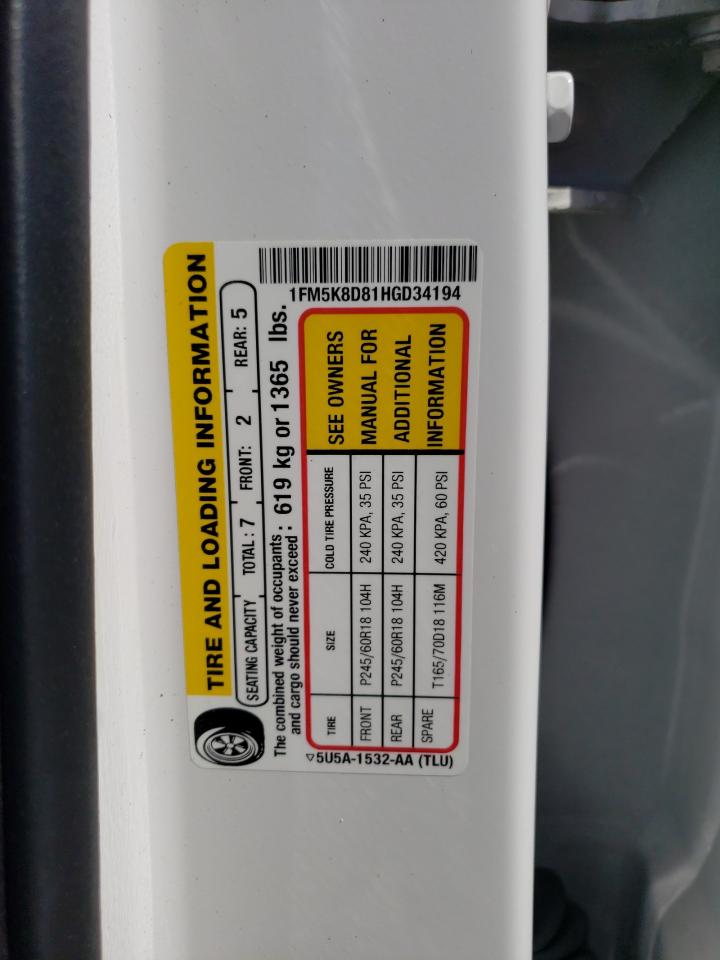 TIRE AND LOADING INFORMATION
SEATING CAPACITY TOTAL: 7 FRONT: 2 REAR: 5
The combined weight of occupants and cargo should never exceed: 619 kg or 1365 lbs.
TIRE SIZE COLD TIRE PRESSURE
FRONT P245/60R18 104H 240 KPA, 35 PSI
REAR P245/60R18 104H 240 KPA, 35 PSI
SPARE T165/70D18 116M 420 KPA, 60 PSI
SEE OWNERS
MANUAL FOR
ADDITIONAL
INFORMATION
1FM5K8D81HGD34194
▽5U5A-1532-AA (TLU)